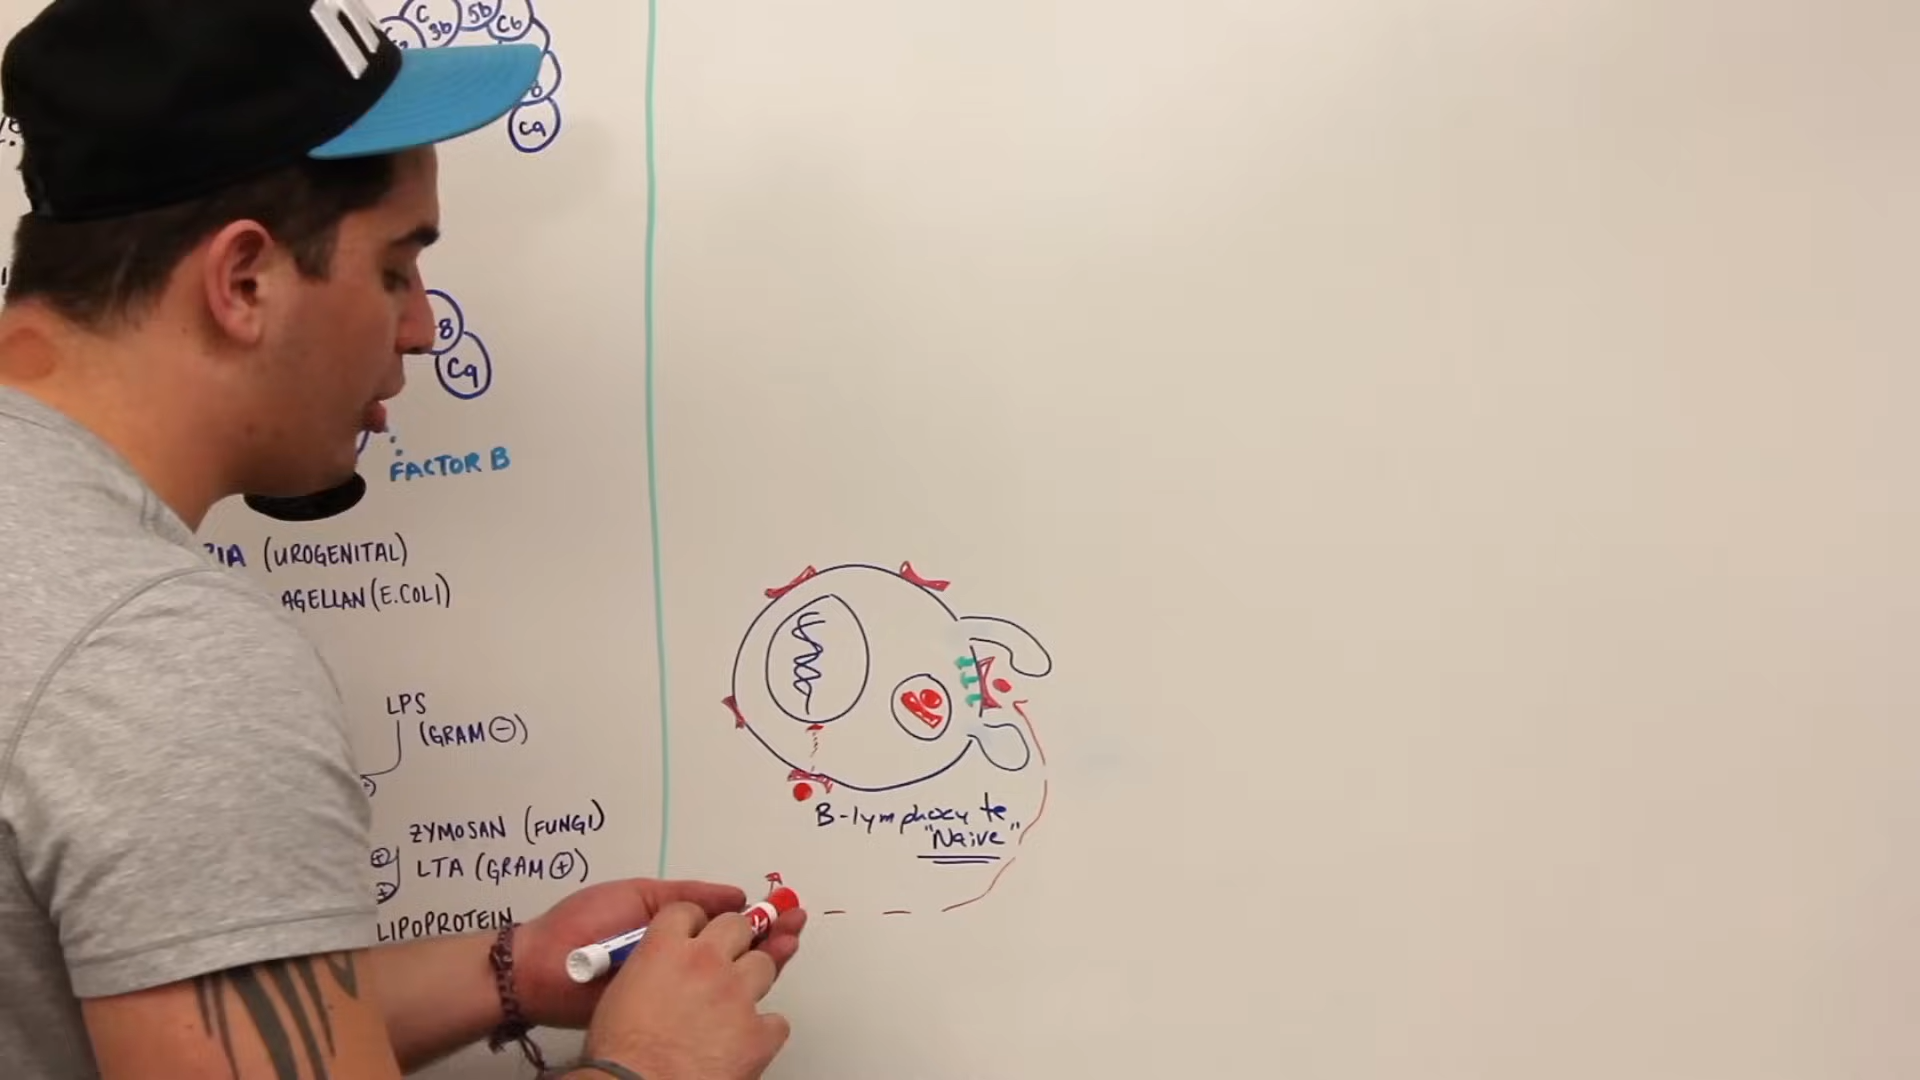 C 3b
5b
C6
8
C9
8
C9
FACTOR B
(UROGENITAL)
AGELLAN (E.COLI)
LPS
(GRAM -)
ZYMOSAN (FUNGI)
LTA (GRAM +)
LIPOPROTEIN
B-lymphocyte
"Naive"